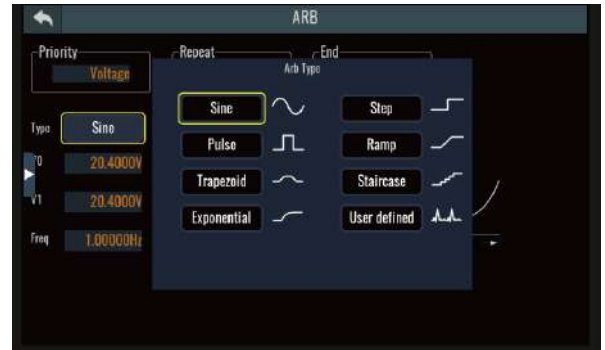 ARB
Priority
Repeat
End
Voltage
Arb Type
Sine
Step
Type
Sine
Pulse
Ramp
20.4000V
Trapezoid
Staircase
V1
20.4000V
Exponential
User defined
Freq
1.00000Hz